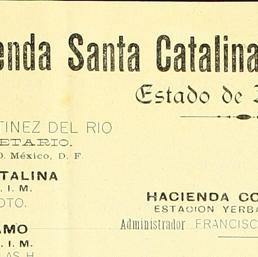 enda Santa Catalina
Estado de
TINEZ DEL RIO
ETARIO.
O. México, D. F.
TALINA
. I. M.
OTO.
HACIENDA CO
ESTACION YERBA
Administrador FRANCISC
AMO
. I. M.
LAS H